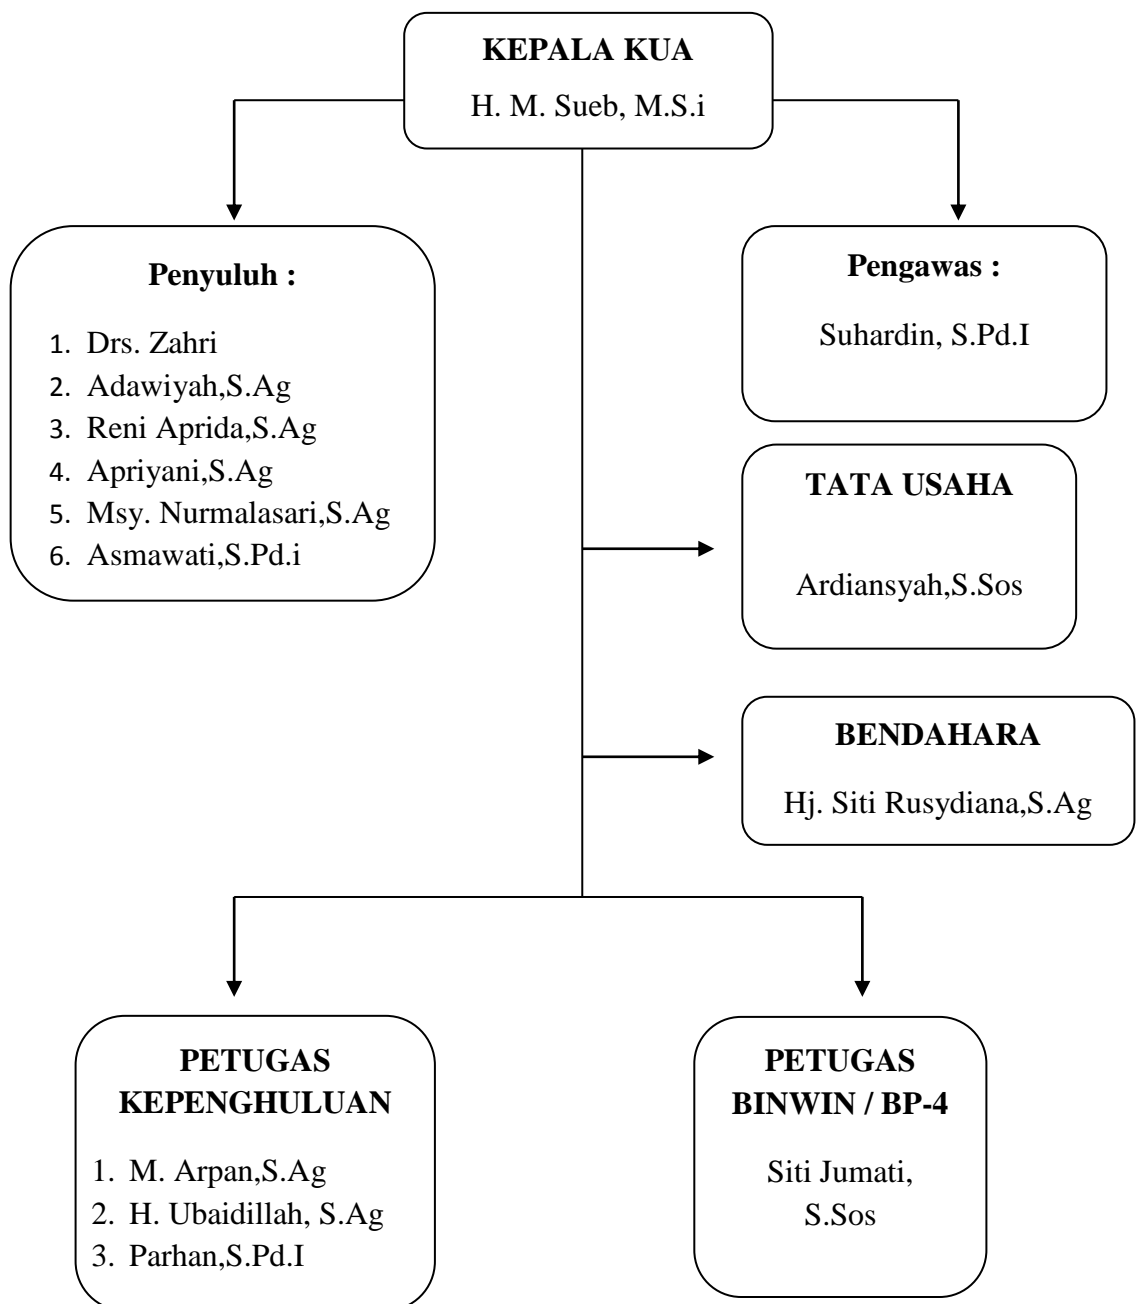 KEPALA KUA
H. M. Sueb, M.S.i
Penyuluh :
1. Drs. Zahri
2. Adawiyah,S.Ag
3. Reni Aprida,S.Ag
4. Apriyani,S.Ag
5. Msy. Nurmalasari,S.Ag
6. Asmawati,S.Pd.i
Pengawas :
Suhardin, S.Pd.I
TATA USAHA
Ardiansyah,S.Sos
BENDAHARA
Hj. Siti Rusydiana,S.Ag
PETUGAS
KEPENGHULUAN
1. M. Arpan,S.Ag
2. H. Ubaidillah, S.Ag
3. Parhan,S.Pd.I
PETUGAS
BINWIN / BP-4
Siti Jumati,
S.Sos